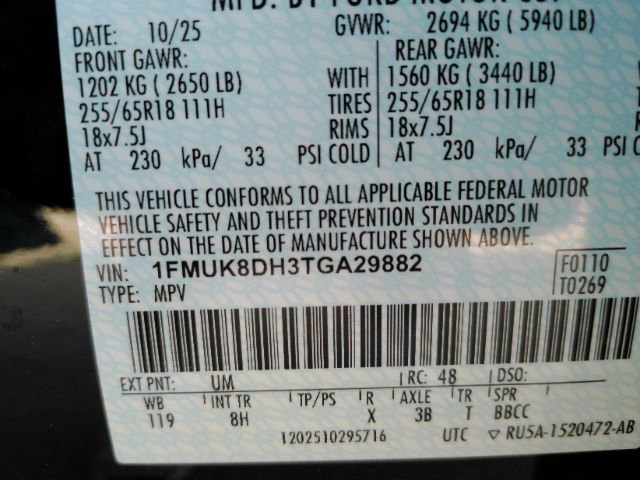 MFD. BY FORD MOTOR CO.
DATE: 10/25 GVWR: 2694 KG ( 5940 LB)
FRONT GAWR: REAR GAWR:
1202 KG ( 2650 LB) WITH 1560 KG ( 3440 LB)
255/65R18 111H TIRES 255/65R18 111H
18x7.5J RIMS 18x7.5J
AT 230 kPa/ 33 PSI COLD AT 230 kPa/ 33 PSI
THIS VEHICLE CONFORMS TO ALL APPLICABLE FEDERAL MOTOR
VEHICLE SAFETY AND THEFT PREVENTION STANDARDS IN
EFFECT ON THE DATE OF MANUFACTURE SHOWN ABOVE.
VIN: 1FMUK8DH3TGA29882 F0110
TYPE: MPV T0269
EXT PNT: UM RC: 48 DSO:
WB INT TR TP/PS R AXLE TR SPR
119 8H X 3B T BBCC
1202510295716 UTC ▽ RU5A-1520472-AB